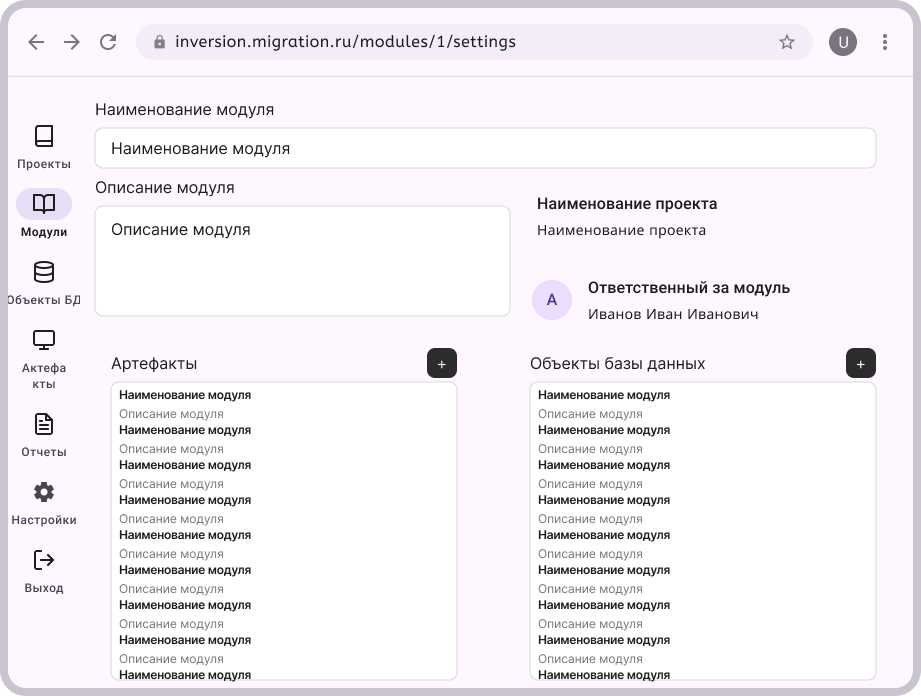 inversion.migration.ru/modules/1/settings
U
Проекты
Модули
Объекты БД
Актефа
кты
Отчеты
Настройки
Выход
Наименование модуля
Наименование модуля
Описание модуля
Описание модуля
Наименование проекта
Наименование проекта
A
Ответственный за модуль
Иванов Иван Иванович
Артефакты
+
Наименование модуля
Описание модуля
Наименование модуля
Описание модуля
Наименование модуля
Описание модуля
Наименование модуля
Описание модуля
Наименование модуля
Описание модуля
Наименование модуля
Описание модуля
Наименование модуля
Описание модуля
Наименование модуля
Описание модуля
Наименование модуля
Объекты базы данных
+
Наименование модуля
Описание модуля
Наименование модуля
Описание модуля
Наименование модуля
Описание модуля
Наименование модуля
Описание модуля
Наименование модуля
Описание модуля
Наименование модуля
Описание модуля
Наименование модуля
Описание модуля
Наименование модуля
Описание модуля
Наименование модуля